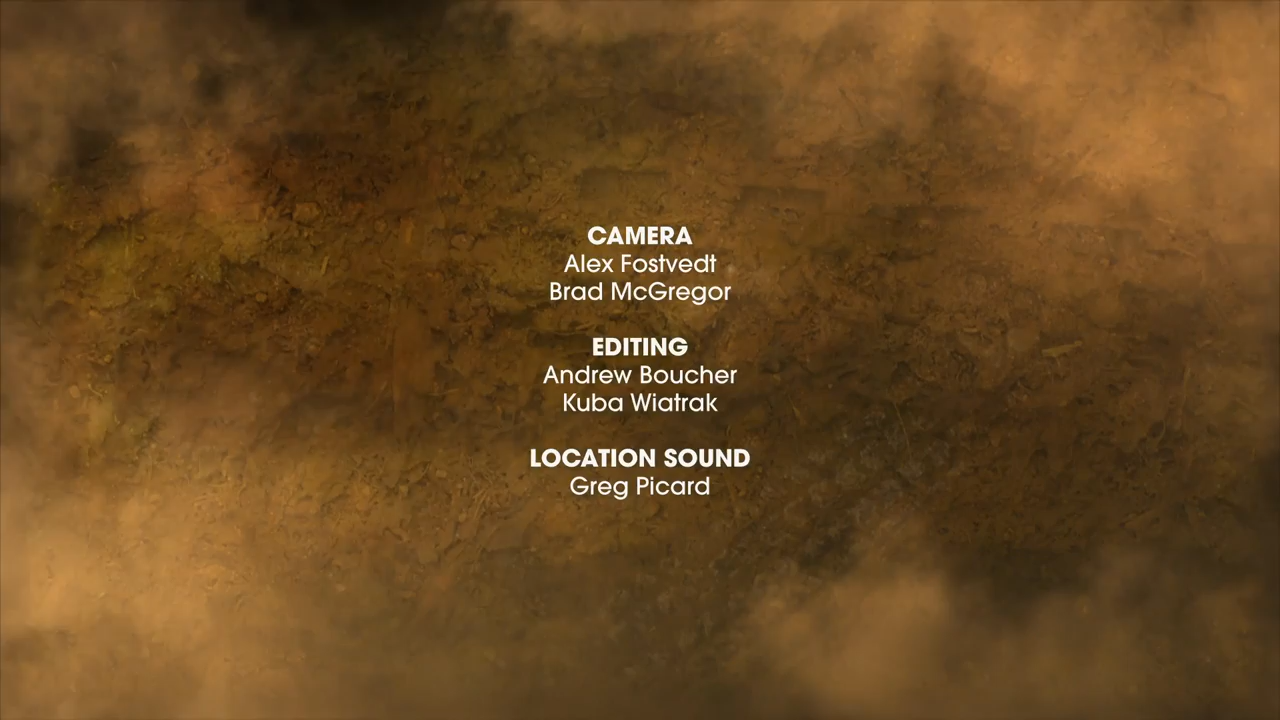 CAMERA
Alex Fostvedt
Brad McGregor
EDITING
Andrew Boucher
Kuba Wiatrak
LOCATION SOUND
Greg Picard